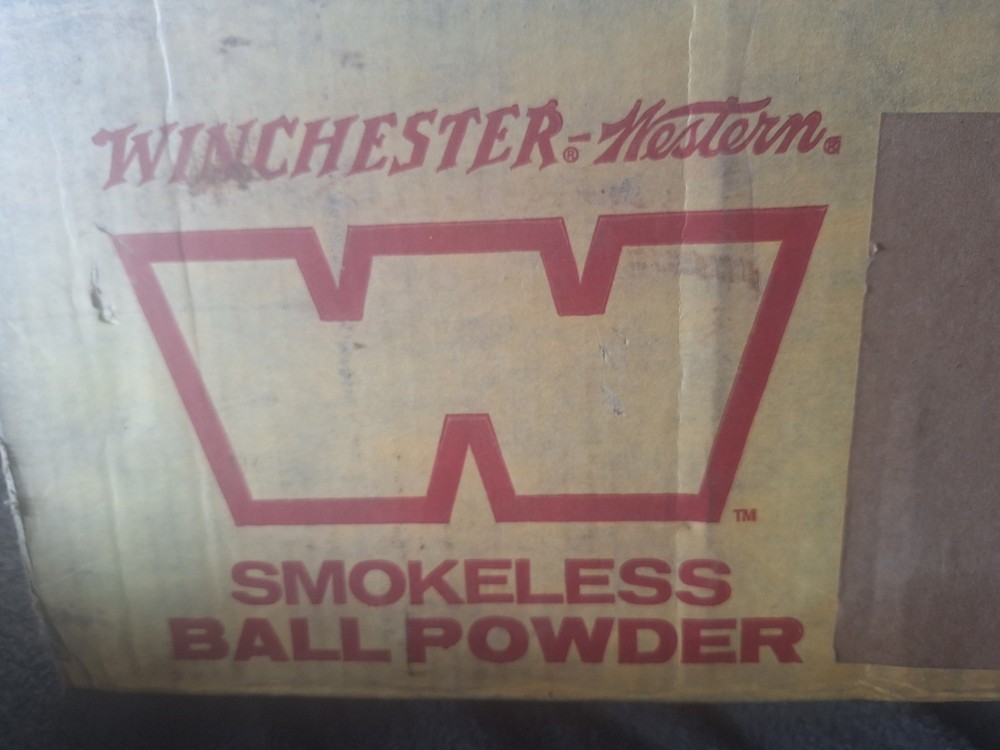 WINCHESTER®-Western®
W
TM
SMOKELESS
BALL POWDER